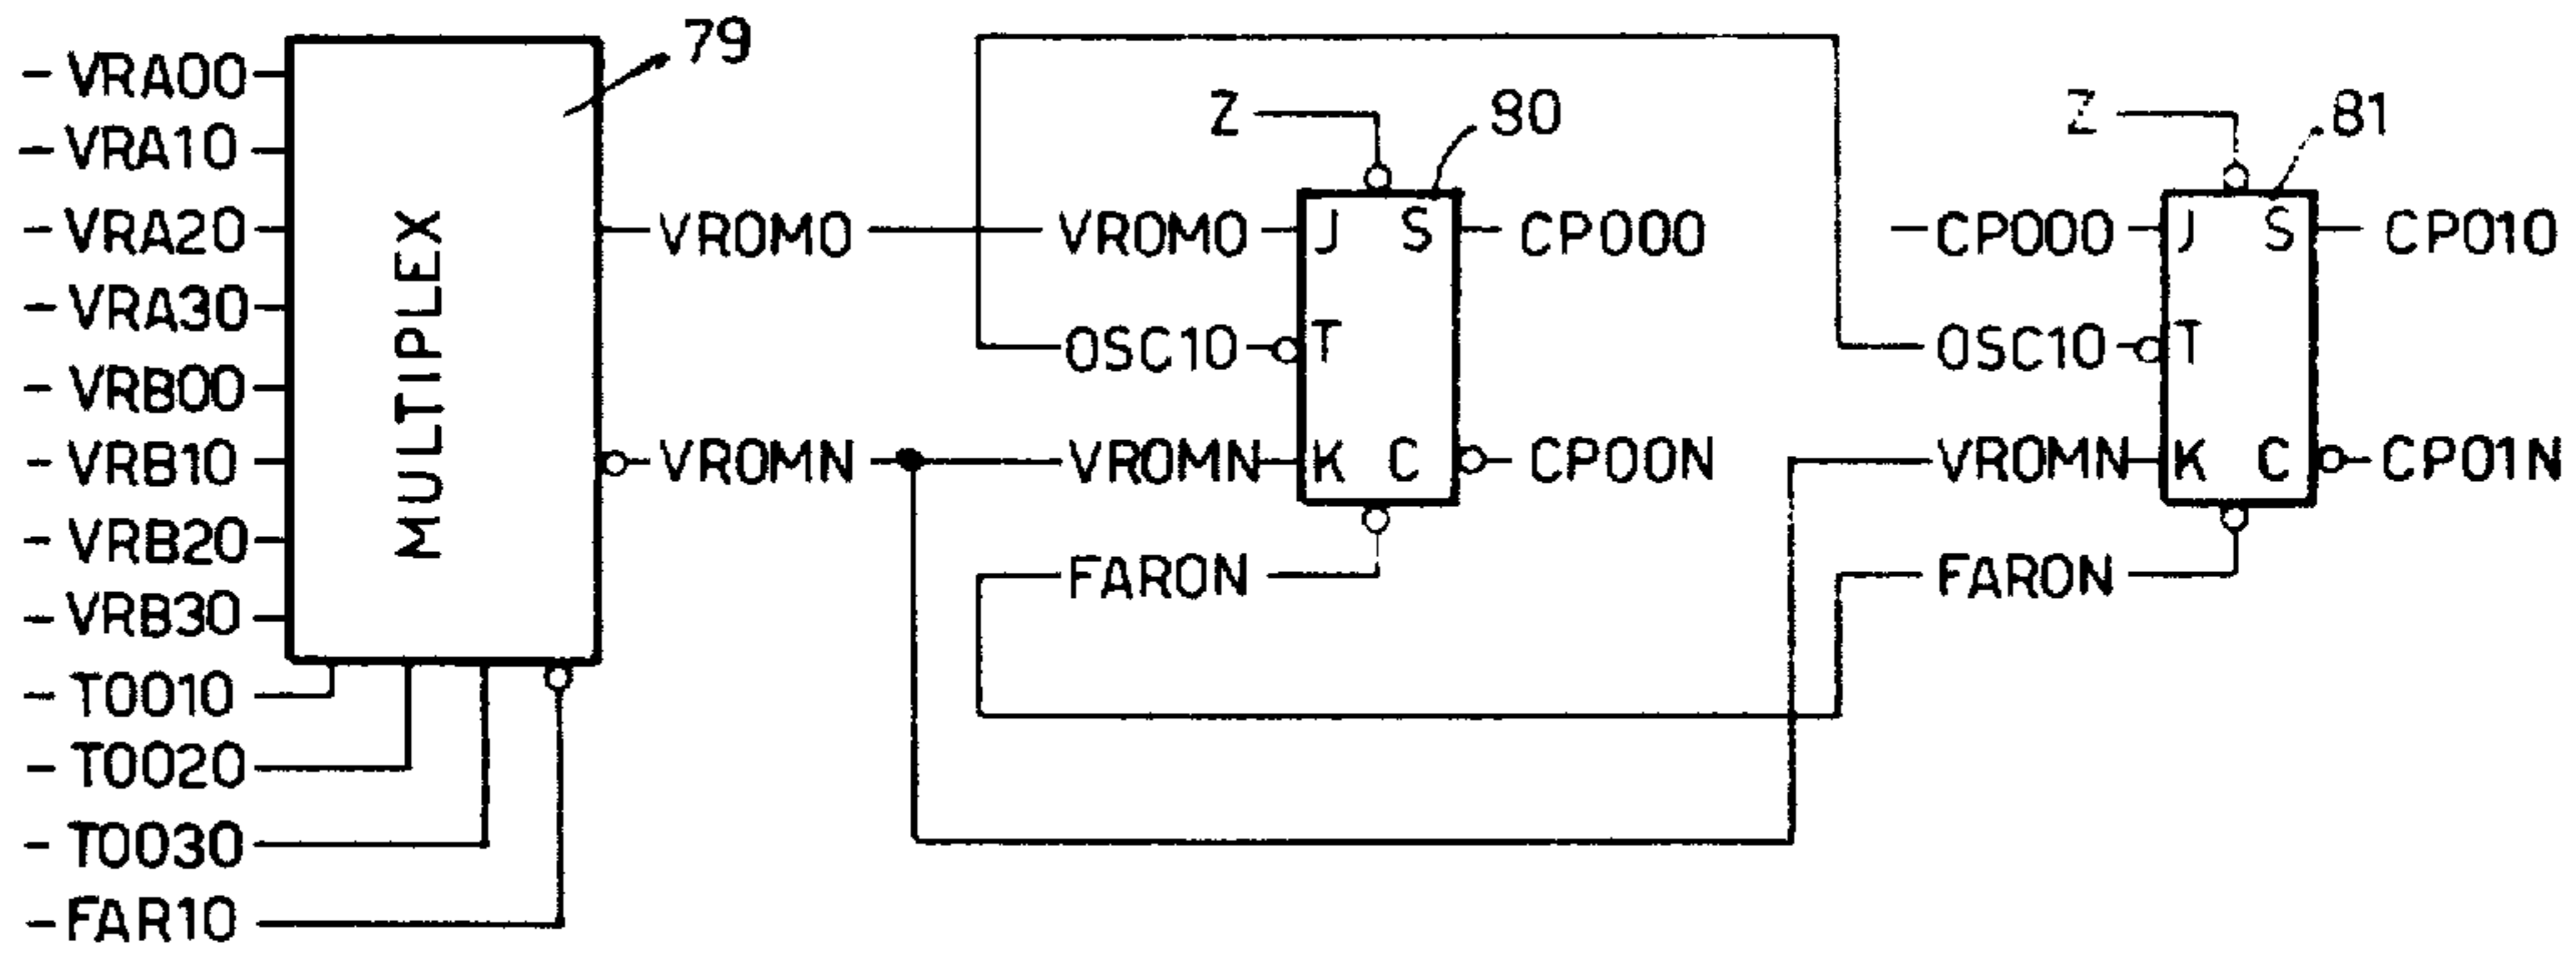 79
- VRA00
- VRA10
- VRA20
- VRA30
- VRB00
- VRB10
- VRB20
- VRB30
- T0010
- T0020
- T0030
- FAR10
MULTIPLEX
VROMO
VROMN
Z
80
VROMO
J S
CP000
OSC10
T
VROMN
K C
CP00N
FARON
Z
81
CP000
J S
CP010
OSC10
T
VROMN
K C
CP01N
FARON